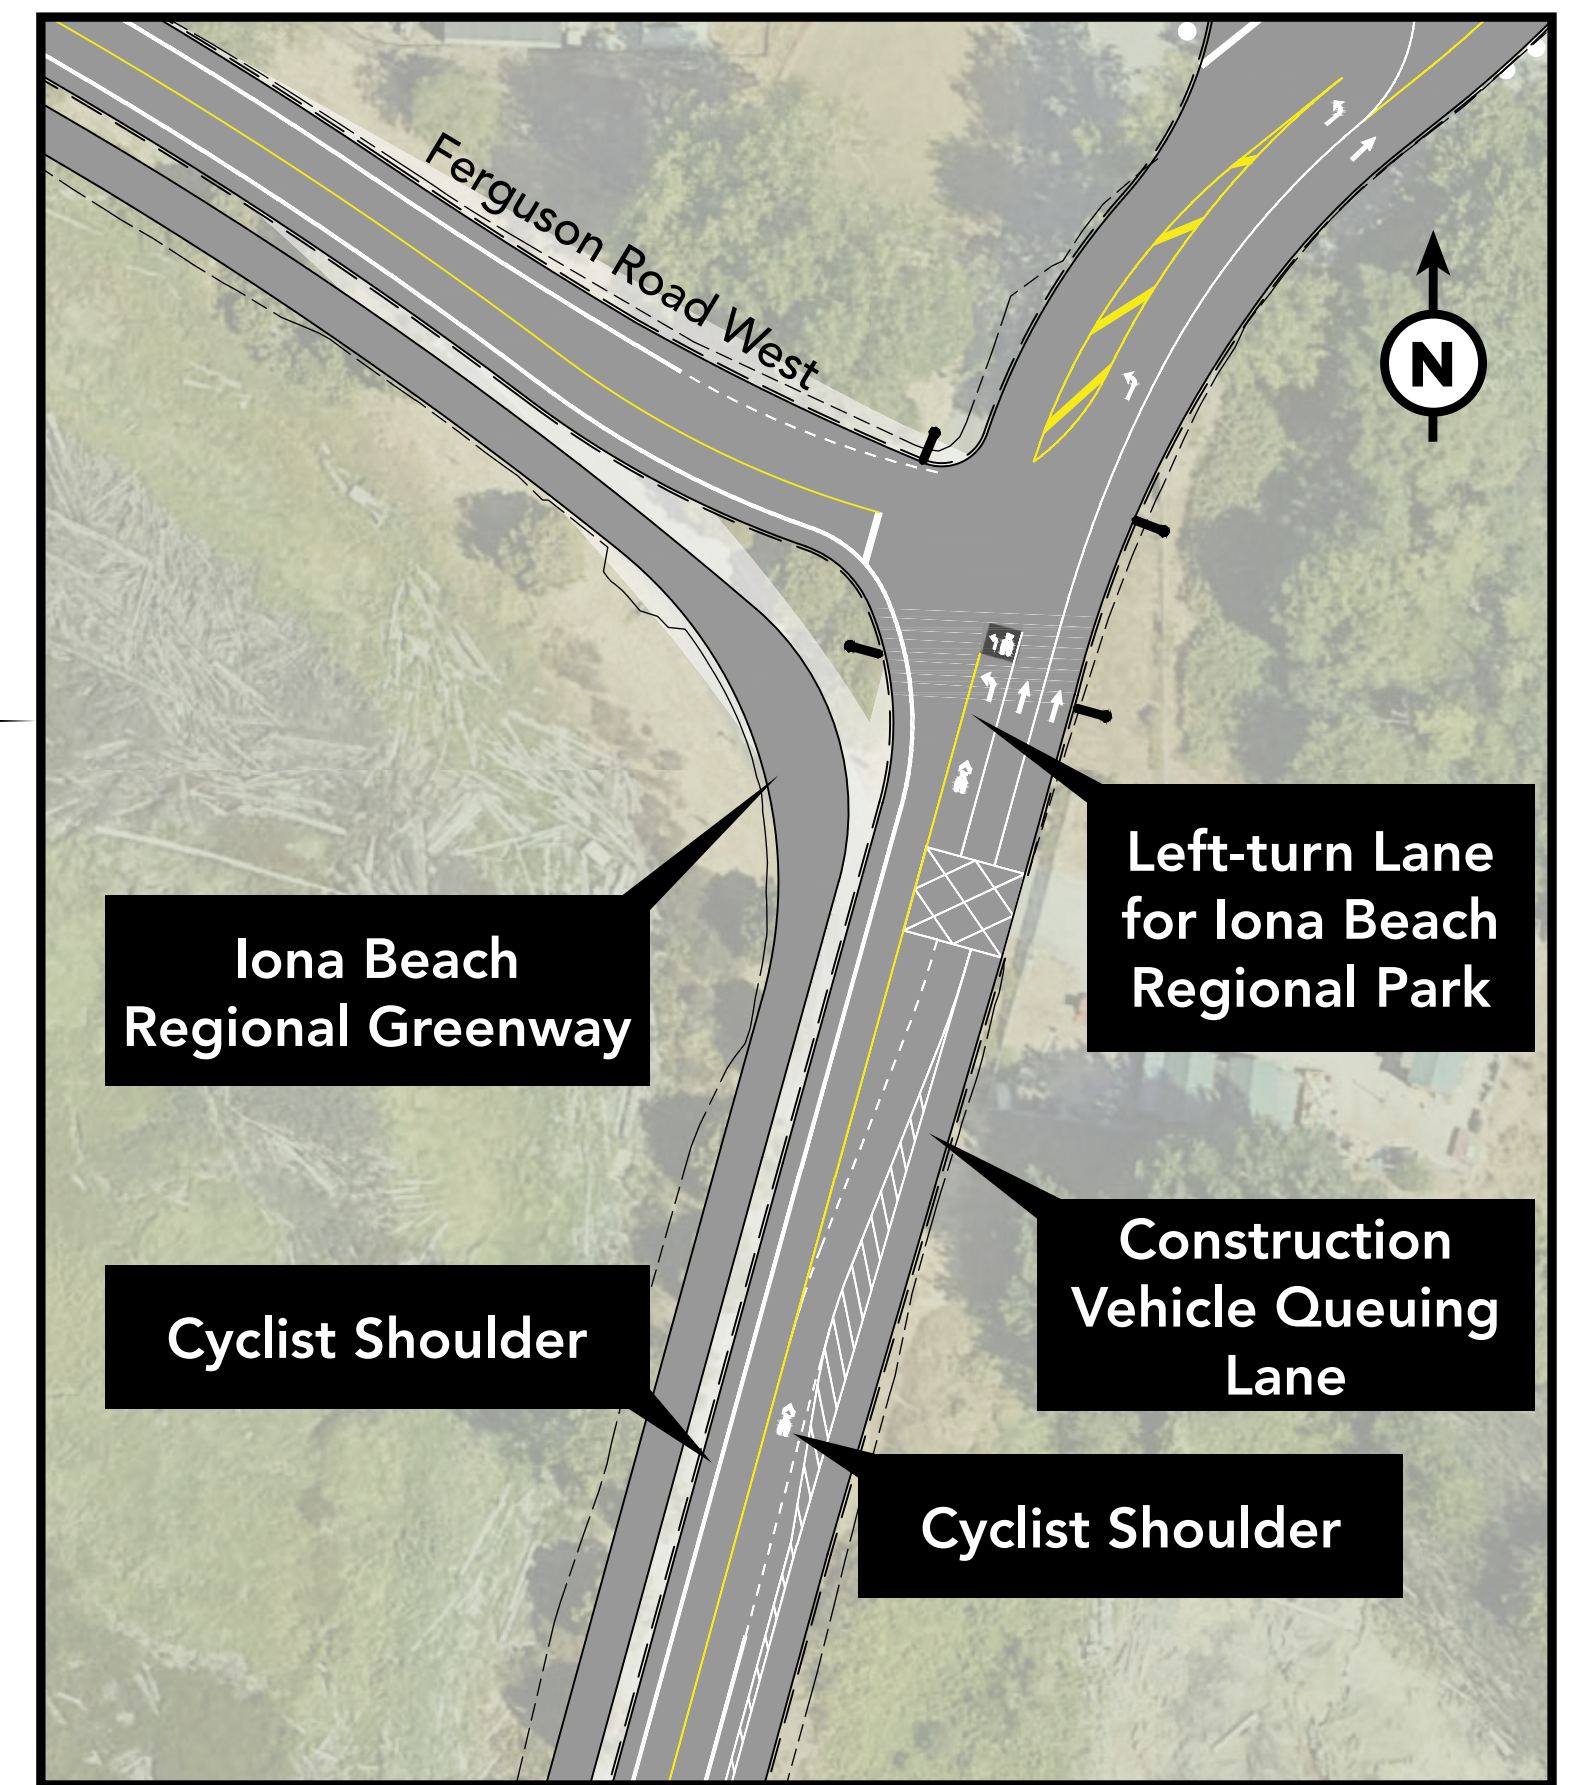 Ferguson Road West
N
Left-turn Lane
for Iona Beach
Regional Park
Iona Beach
Regional Greenway
Construction
Vehicle Queuing
Lane
Cyclist Shoulder
Cyclist Shoulder